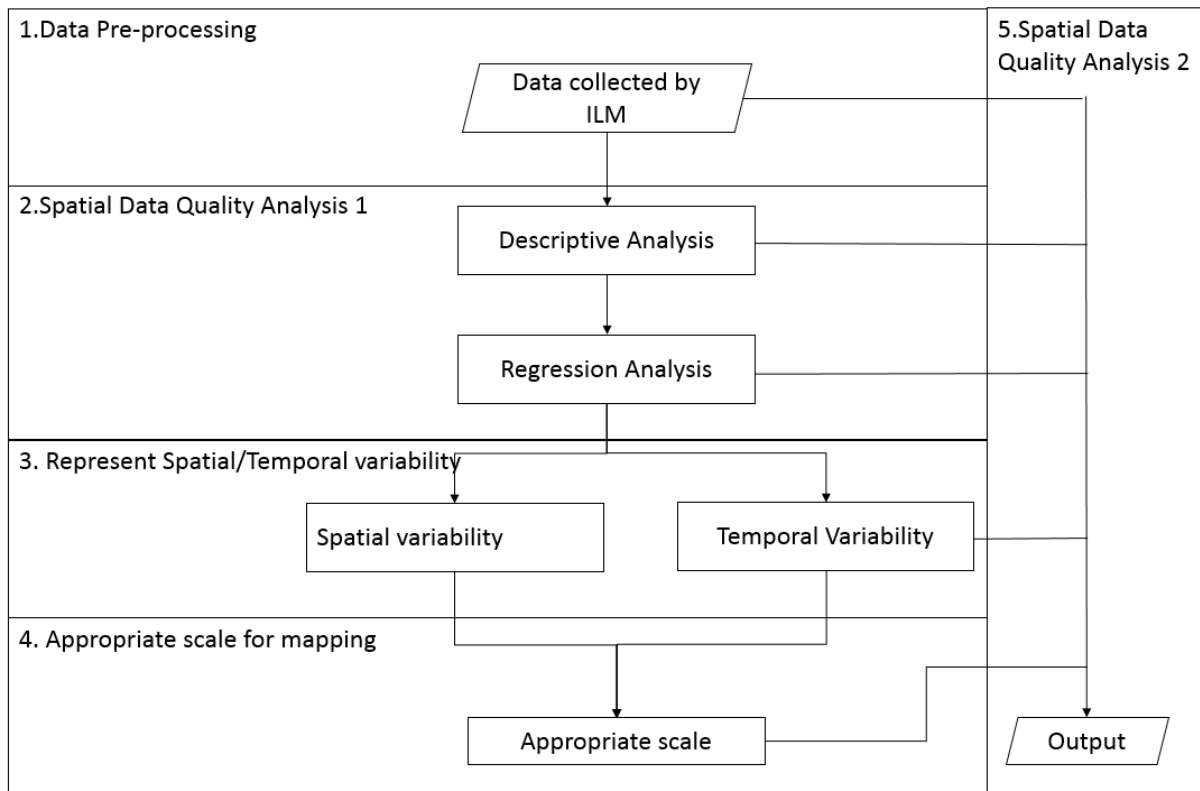 1.Data Pre-processing
Data collected by
ILM
2.Spatial Data Quality Analysis 1
Descriptive Analysis
Regression Analysis
3. Represent Spatial/Temporal variability
Spatial variability
Temporal Variability
4. Appropriate scale for mapping
Appropriate scale
5.Spatial Data
Quality Analysis 2
Output